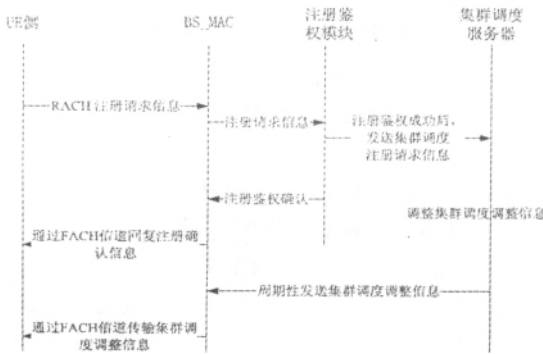 UE侧
BS_MAC
注册鉴
权模块
集群调度
服务器
RACH 注册请求信息
注册请求信息
注册鉴权成功后,
发送集群调度
注册请求信息
注册鉴权确认
调整集群调度调整信息
通过FACH信道回复注册确
认信息
周期性发送集群调度调整信息
通过FACH信道传输集群调
度调整信息